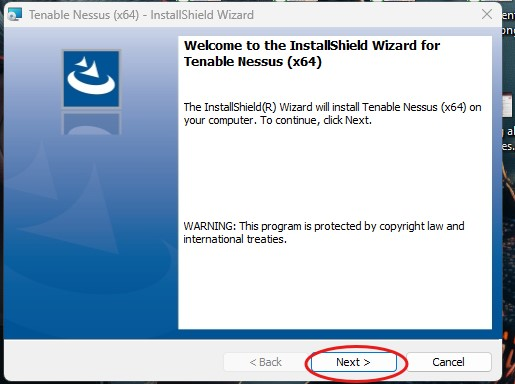 Tenable Nessus (x64) - InstallShield Wizard
Welcome to the InstallShield Wizard for
Tenable Nessus (x64)
The InstallShield(R) Wizard will install Tenable Nessus (x64) on
your computer. To continue, click Next.
WARNING: This program is protected by copyright law and
international treaties.
< Back
Next >
Cancel